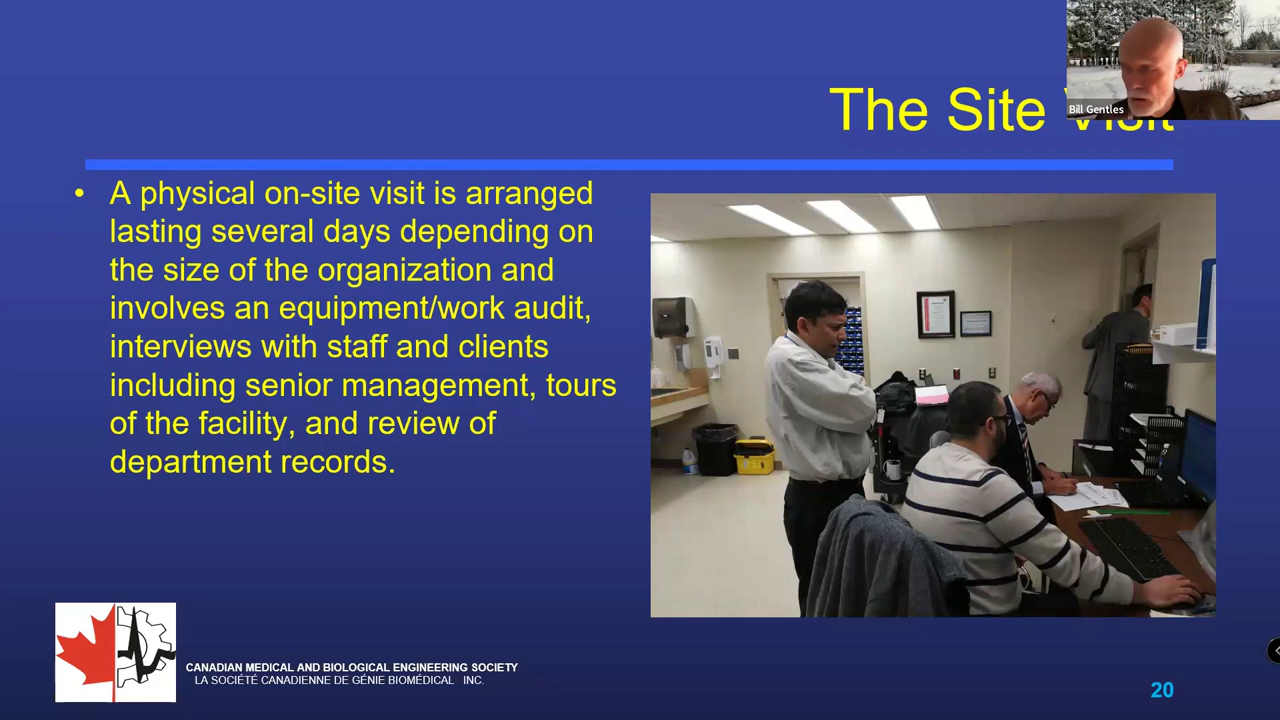 Bill Gentles
The Site Visit
• A physical on-site visit is arranged
lasting several days depending on
the size of the organization and
involves an equipment/work audit,
interviews with staff and clients
including senior management, tours
of the facility, and review of
department records.
CANADIAN MEDICAL AND BIOLOGICAL ENGINEERING SOCIETY
LA SOCIÉTÉ CANADIENNE DE GÉNIE BIOMÉDICAL INC.
20